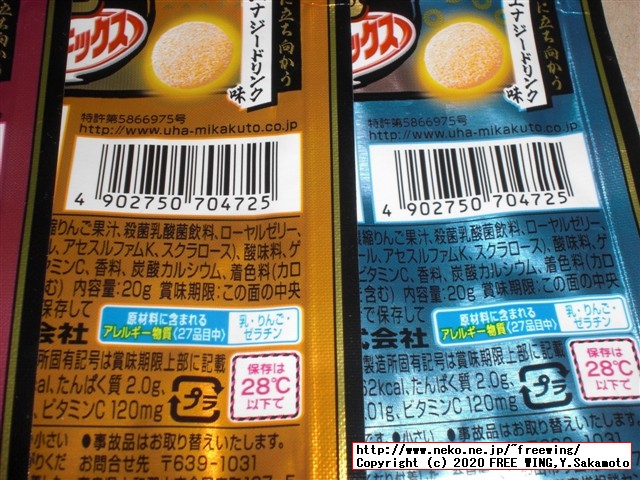 ニックス
エナジードリンク
味
に立ち向かう
特許第5866975号
http://www.uha-mikakuto.co.jp
4 902750 704725
縮りんご果汁、殺菌乳酸菌飲料、ローヤルゼリー、
ル、アセスルファムK、スクラロース)、酸味料、ゲ
ビタミンC、香料、炭酸カルシウム、着色料(カロ
含む) 内容量:20g 賞味期限:この面の中央
保存して
会社
原材料に含まれる
アレルギー物質(27品目中)
乳・りんご・
ゼラチン
所固有記号は賞味期限上部に記載
kcal、たんぱく質 2.0g、
、ビタミンC 120mg
プラ
保存は
28℃
以下で
小さい ●事故品はお取り替えいたします。
がりくだ お問合せ先 〒639-1031
ニックス
エナジードリンク
味
に立ち向かう
特許第5866975号
http://www.uha-mikakuto.co.jp
4 902750 704725
縮りんご果汁、殺菌乳酸菌飲料、ローヤルゼリー、
ール、アセスルファムK、スクラロース)、酸味料、ゲ
ビタミンC、香料、炭酸カルシウム、着色料(カロ
含む) 内容量:20g 賞味期限:この面の中央
で保存して
式会社
原材料に含まれる
アレルギー物質(27品目中)
乳・りんご・
ゼラチン
製造所固有記号は賞味期限上部に記載
62kcal、たんぱく質 2.0g、
.01g、ビタミンC 120mg
プラ
保存は
28℃
以下で
の小さい ●事故品はお取り替えいたします。
http://www.neko.ne.jp/~freewing/
Copyright (c) 2020 FREE WING,Y.Sakamoto